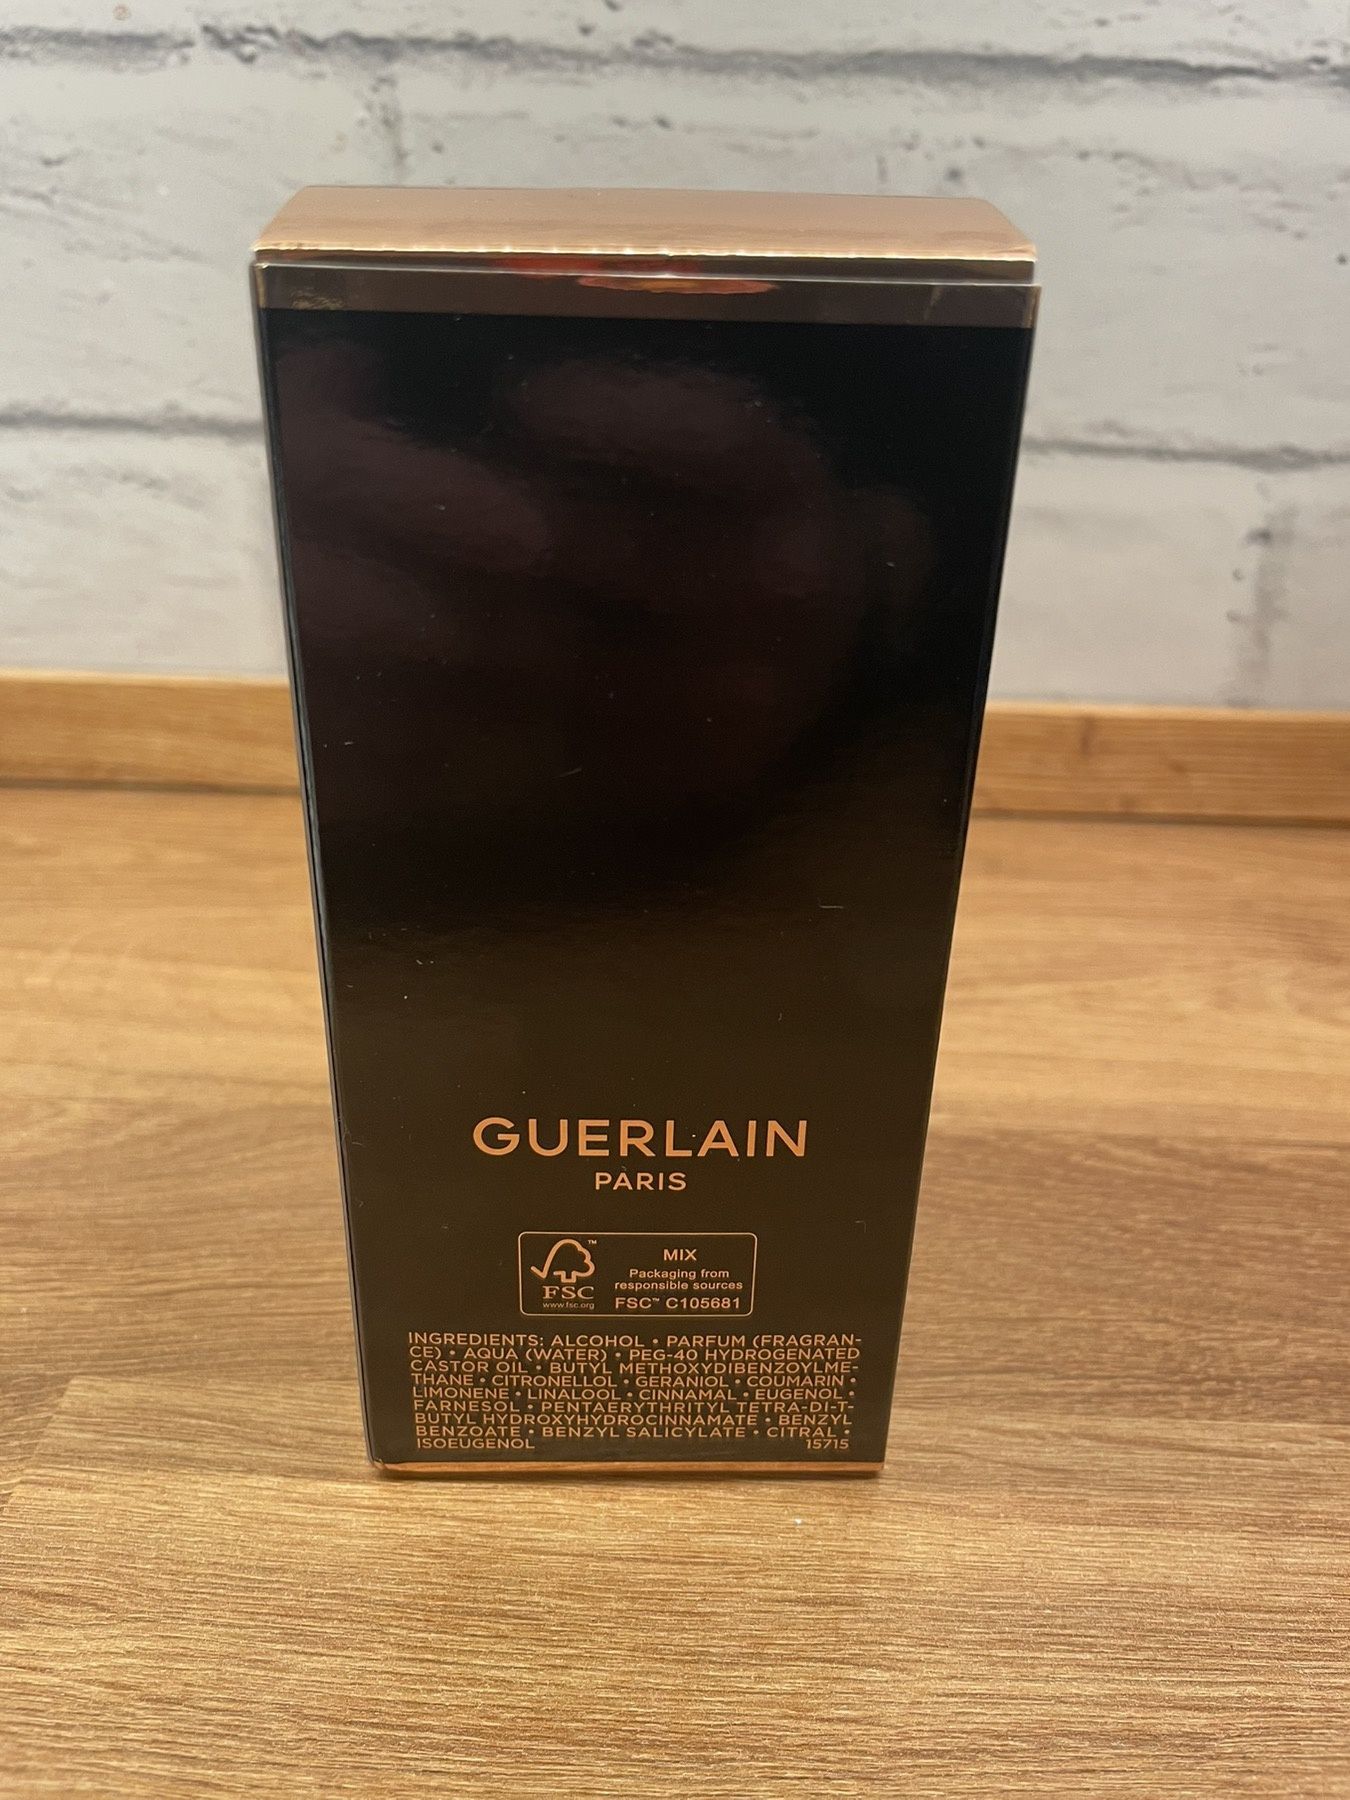 GUERLAIN
PARIS
™
MIX
Packaging from
responsible sources
FSC
www.fsc.org
FSC™ C105681
INGREDIENTS: ALCOHOL • PARFUM (FRAGRAN-
CE) • AQUA (WATER) • PEG-40 HYDROGENATED
CASTOR OIL • BUTYL METHOXYDIBENZOYLME-
THANE • CITRONELLOL • GERANIOL • COUMARIN •
LIMONENE • LINALOOL • CINNAMAL • EUGENOL •
FARNESOL • PENTAERYTHRITYL TETRA-DI-T-
BUTYL HYDROXYHYDROCINNAMATE • BENZYL
BENZOATE • BENZYL SALICYLATE • CITRAL •
ISOEUGENOL 15715